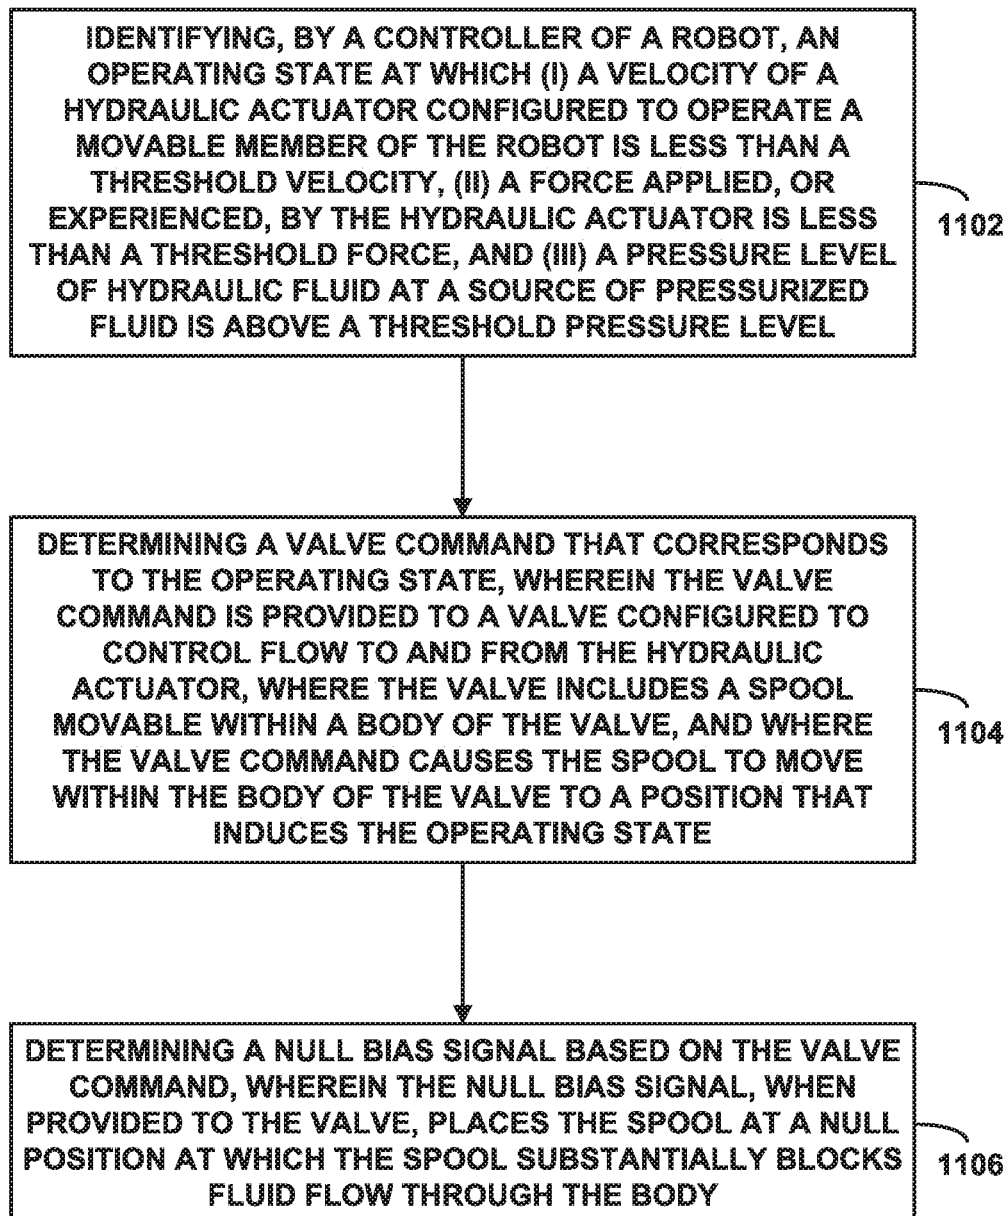 IDENTIFYING, BY A CONTROLLER OF A ROBOT, AN
OPERATING STATE AT WHICH (I) A VELOCITY OF A
HYDRAULIC ACTUATOR CONFIGURED TO OPERATE A
MOVABLE MEMBER OF THE ROBOT IS LESS THAN A
THRESHOLD VELOCITY, (II) A FORCE APPLIED, OR
EXPERIENCED, BY THE HYDRAULIC ACTUATOR IS LESS
THAN A THRESHOLD FORCE, AND (III) A PRESSURE LEVEL
OF HYDRAULIC FLUID AT A SOURCE OF PRESSURIZED
FLUID IS ABOVE A THRESHOLD PRESSURE LEVEL
1102
DETERMINING A VALVE COMMAND THAT CORRESPONDS
TO THE OPERATING STATE, WHEREIN THE VALVE
COMMAND IS PROVIDED TO A VALVE CONFIGURED TO
CONTROL FLOW TO AND FROM THE HYDRAULIC
ACTUATOR, WHERE THE VALVE INCLUDES A SPOOL
MOVABLE WITHIN A BODY OF THE VALVE, AND WHERE
THE VALVE COMMAND CAUSES THE SPOOL TO MOVE
WITHIN THE BODY OF THE VALVE TO A POSITION THAT
INDUCES THE OPERATING STATE
1104
DETERMINING A NULL BIAS SIGNAL BASED ON THE VALVE
COMMAND, WHEREIN THE NULL BIAS SIGNAL, WHEN
PROVIDED TO THE VALVE, PLACES THE SPOOL AT A NULL
POSITION AT WHICH THE SPOOL SUBSTANTIALLY BLOCKS
FLUID FLOW THROUGH THE BODY
1106